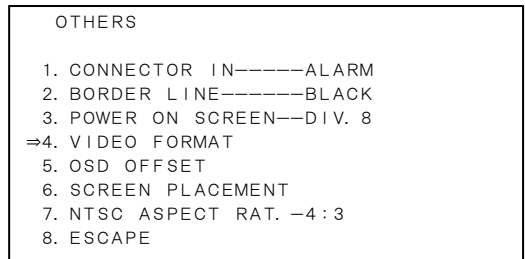 OTHERS
1. CONNECTOR IN−−−−−ALARM
2. BORDER LINE−−−−−−BLACK
3. POWER ON SCREEN−−DIV. 8
⇒4. VIDEO FORMAT
5. OSD OFFSET
6. SCREEN PLACEMENT
7. NTSC ASPECT RAT. −4:3
8. ESCAPE